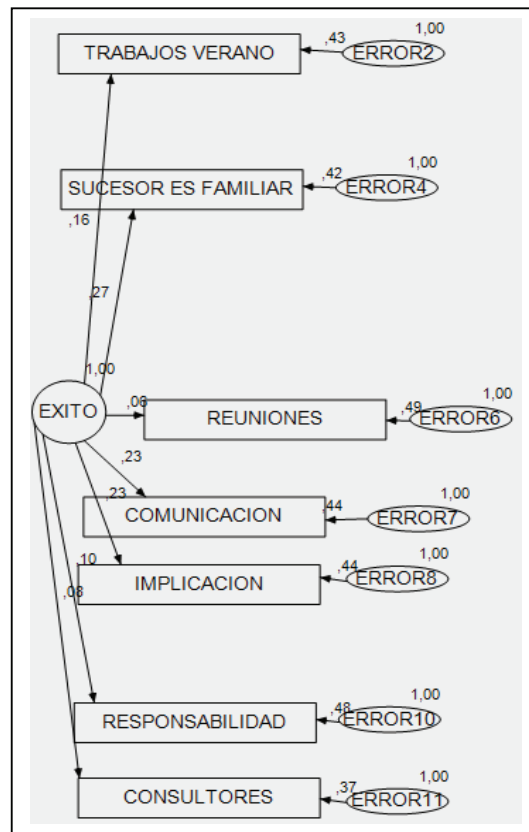 1,00
TRABAJOS VERANO
,43
ERROR2
1,00
SUCESOR ES FAMILIAR
,42
ERROR4
,16
,27
1,00
EXITO
,06
REUNIONES
,49
1,00
ERROR6
,23
,23
COMUNICACION
,44
1,00
ERROR7
,10
IMPLICACION
,44
1,00
ERROR8
,08
RESPONSABILIDAD
,48
1,00
ERROR10
CONSULTORES
,37
1,00
ERROR11